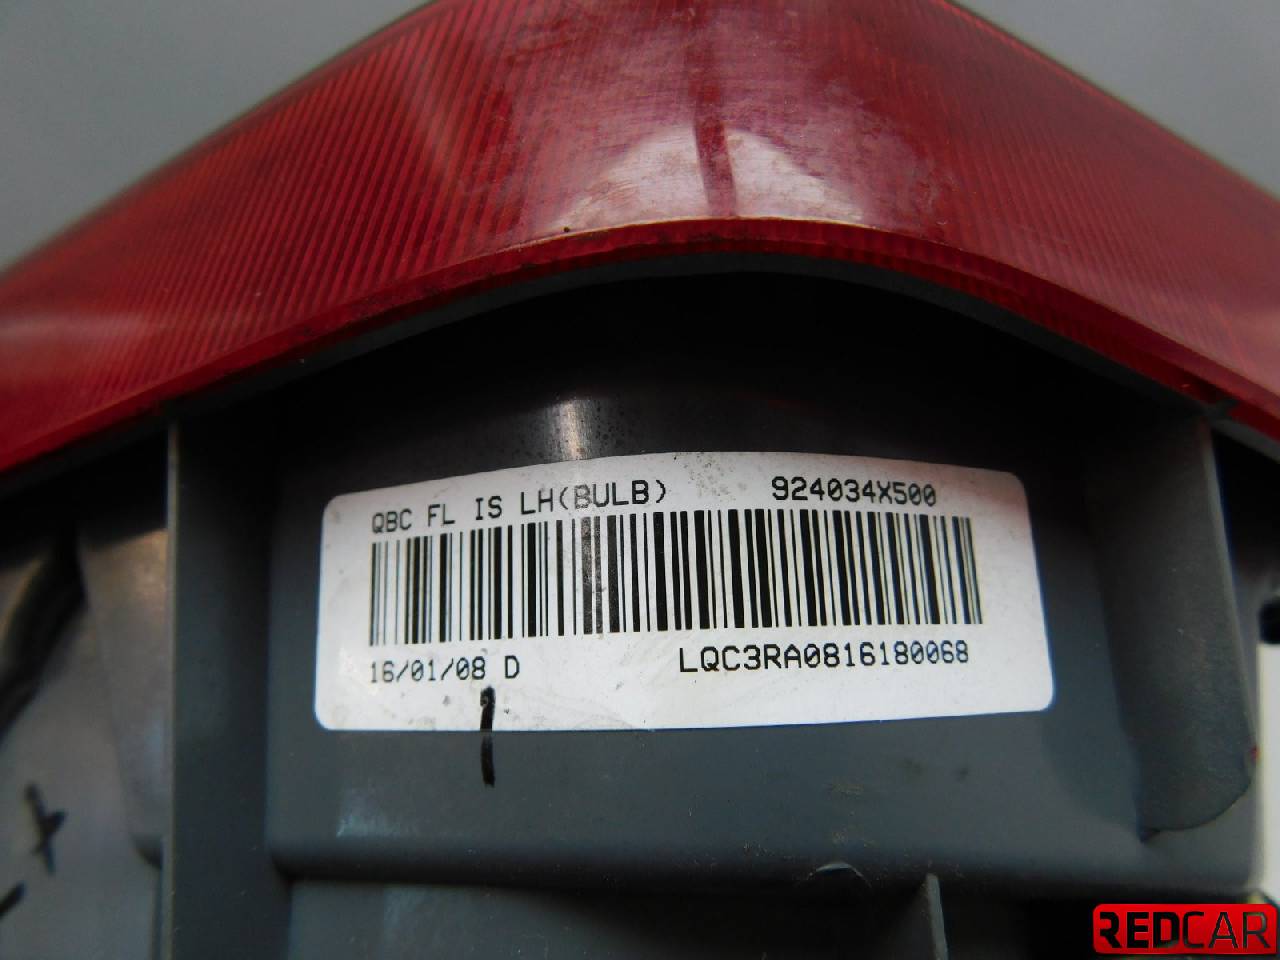 QBC FL IS LH(BULB) 924034X500
16/01/08 D LQC3RA0816180068
REDCAR